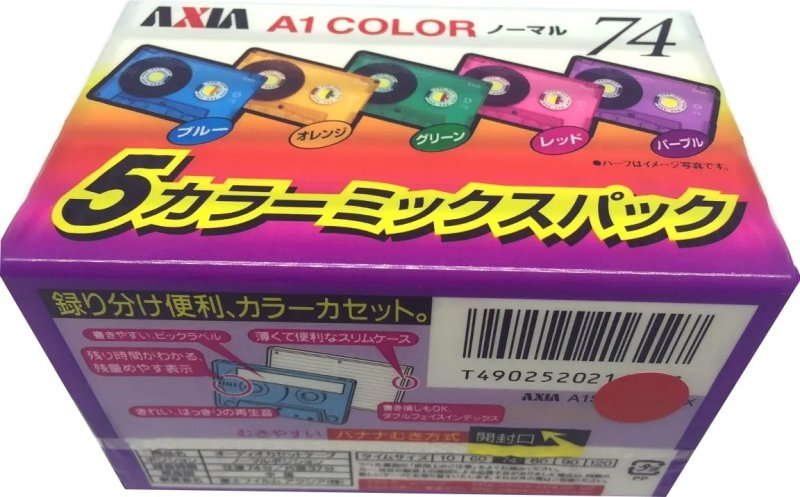 AXIA A1 COLOR ノーマル 74
ブルー
オレンジ
グリーン
レッド
パープル
●ハーフはイメージ写真です。
5カラーミックスパック
録り分け便利、カラーカセット。
書きやすい、ビックラベル
薄くて便利なスリムケース
残り時間がわかる、
残量めやす表示
きれい、はっきりの再生音
書き損じもOK
ダブルフェイスインデックス
T490252021
AXIA A1
むきやすい バナナむき方式 開封口
タイムサイズ 10 60 74 80 90 120
PP